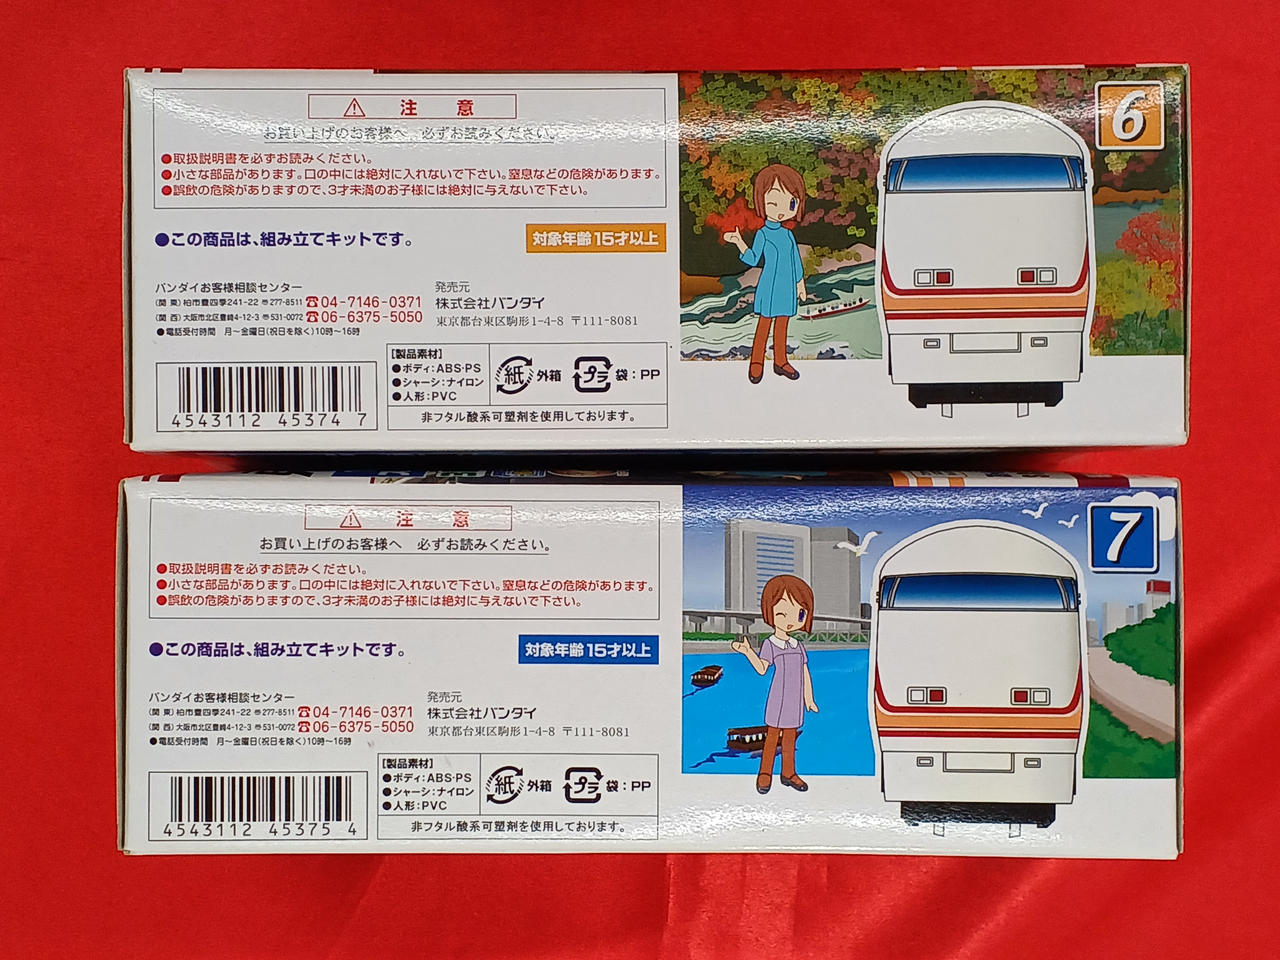 注 意
お買い上げのお客様へ 必ずお読みください。
●取扱説明書を必ずお読みください。
●小さな部品があります。口の中には絶対に入れないで下さい。窒息などの危険があります。
●誤飲の危険がありますので、3才未満のお子様には絶対に与えないで下さい。
●この商品は、組み立てキットです。
対象年齢15才以上
バンダイお客様相談センター
(関 東)柏市豊四季241-22 〒277-8511 ☎04-7146-0371
(関 西)大阪市北区豊崎4-12-3 〒531-0072 ☎06-6375-5050
●電話受付時間 月〜金曜日(祝日を除く)10時〜16時
発売元
株式会社バンダイ
東京都台東区駒形1-4-8 〒111-8081
【製品素材】
●ボディ:ABS・PS
●シャーシ:ナイロン
●人形:PVC
紙 外箱
プラ 袋:PP
非フタル酸系可塑剤を使用しております。
4543112 45374 7
6
注 意
お買い上げのお客様へ 必ずお読みください。
●取扱説明書を必ずお読みください。
●小さな部品があります。口の中には絶対に入れないで下さい。窒息などの危険があります。
●誤飲の危険がありますので、3才未満のお子様には絶対に与えないで下さい。
●この商品は、組み立てキットです。
対象年齢15才以上
バンダイお客様相談センター
(関 東)柏市豊四季241-22 〒277-8511 ☎04-7146-0371
(関 西)大阪市北区豊崎4-12-3 〒531-0072 ☎06-6375-5050
●電話受付時間 月〜金曜日(祝日を除く)10時〜16時
発売元
株式会社バンダイ
東京都台東区駒形1-4-8 〒111-8081
【製品素材】
●ボディ:ABS・PS
●シャーシ:ナイロン
●人形:PVC
紙 外箱
プラ 袋:PP
非フタル酸系可塑剤を使用しております。
4543112 45375 4
7